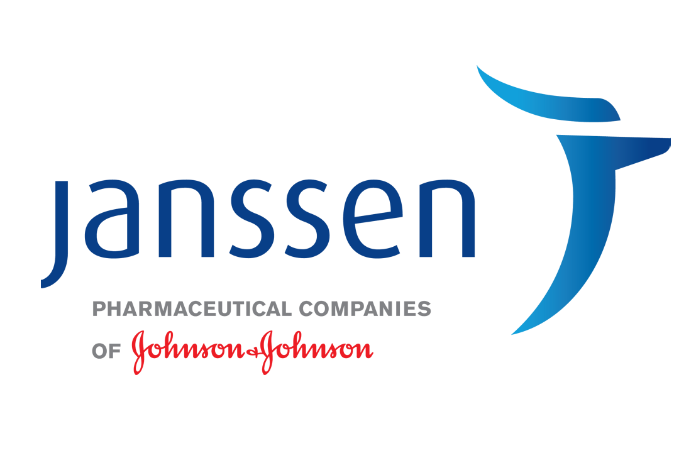 Janssen
PHARMACEUTICAL COMPANIES
OF Johnson & Johnson